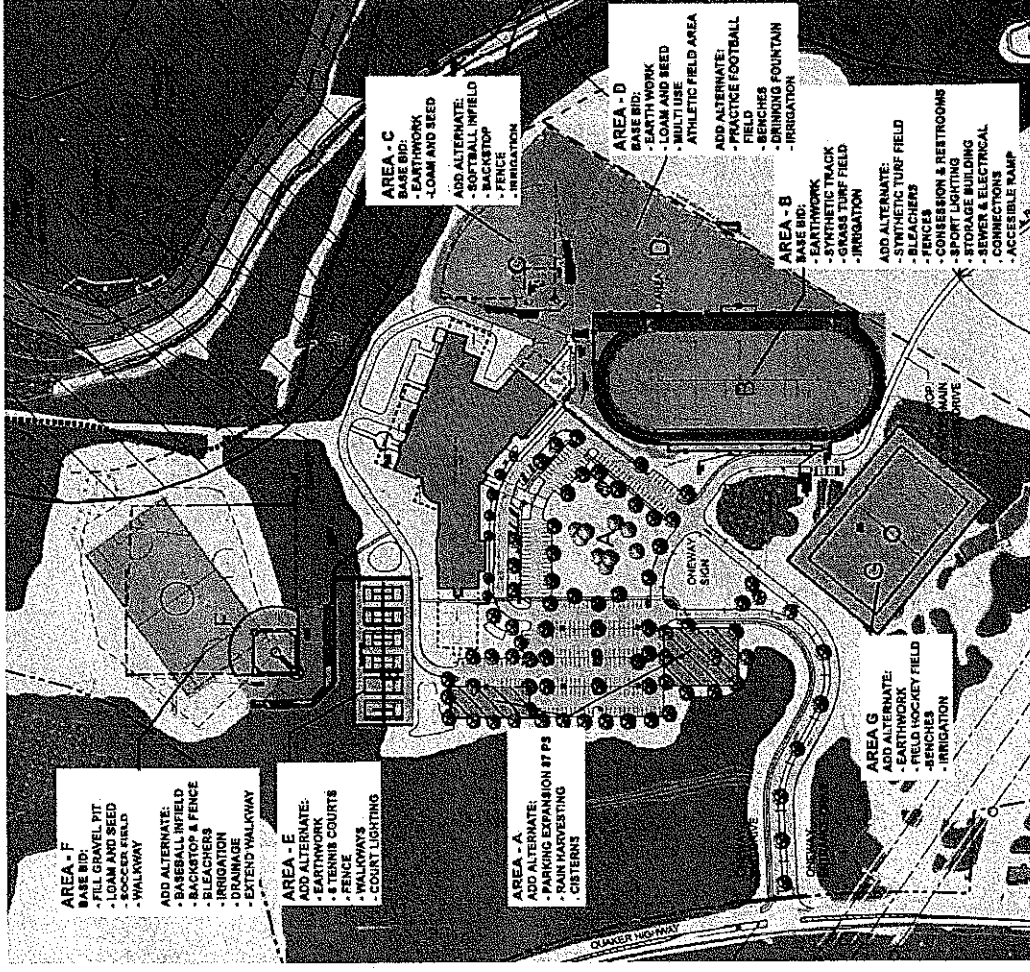 AREA - F
BASE BID:
- FILL GRAVEL PIT
- LOAM AND SEED
- SOCCER FIELD
- WALKWAY
ADD ALTERNATE:
- BASEBALL INFIELD
- BACKSTOP & FENCE
- BLEACHERS
- IRRIGATION
- DRAINAGE
- EXTEND WALKWAY
AREA - E
ADD ALTERNATE:
- EARTHWORK
- 6 TENNIS COURTS
- FENCE
- WALKWAYS
- COURT LIGHTING
AREA - A
ADD ALTERNATE:
- PARKING EXPANSION 87 PS
- RAIN HARVESTING
- CISTERNS
AREA - C
BASE BID:
- EARTHWORK
- LOAM AND SEED
ADD ALTERNATE:
- SOFTBALL INFIELD
- BACKSTOP
- FENCE
- IRRIGATION
AREA - D
BASE BID:
- EARTH WORK
- LOAM AND SEED
- MULTI USE
ATHLETIC FIELD AREA
ADD ALTERNATE:
- PRACTICE FOOTBALL
FIELD
- BENCHES
- DRINKING FOUNTAIN
- IRRIGATION
AREA - B
BASE BID:
- EARTHWORK
- SYNTHETIC TRACK
- GRASS TURF FIELD
- IRRIGATION
ADD ALTERNATE:
- SYNTHETIC TURF FIELD
- BLEACHERS
- FENCES
- CONSESSION & RESTROOMS
- SPORT LIGHTING
- STORAGE BUILDING
- SEWER & ELECTRICAL
CONNECTIONS
- ACCESIBLE RAMP
AREA G
ADD ALTERNATE:
- EARTHWORK
- FIELD HOCKEY FIELD
- BENCHES
- IRRIGATION
F
C
D
B
A
G
ONEWAY
SIGN
DRIVE
QUAKER HIGHWAY